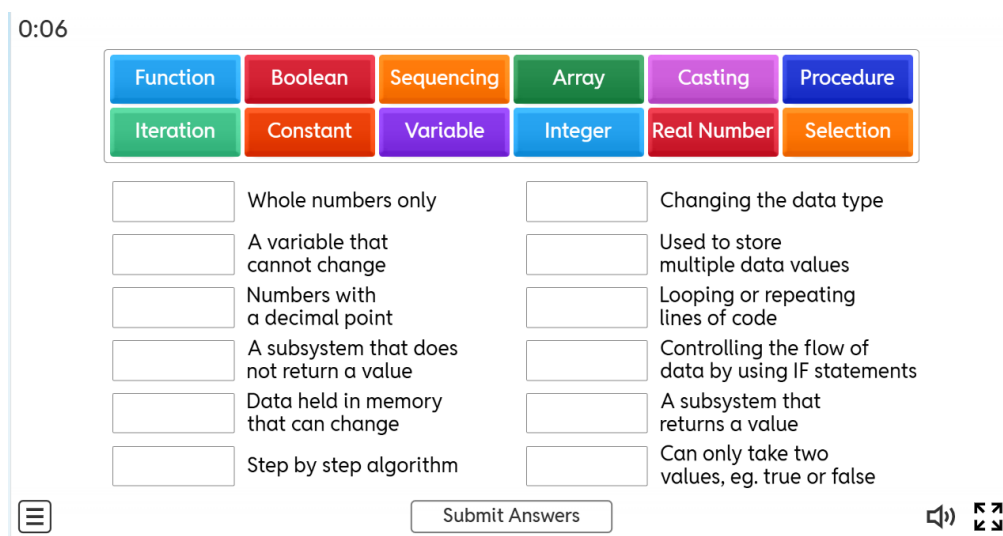 0:06
Function
Boolean
Sequencing
Array
Casting
Procedure
Iteration
Constant
Variable
Integer
Real Number
Selection
Whole numbers only
A variable that
cannot change
Numbers with
a decimal point
A subsystem that does
not return a value
Data held in memory
that can change
Step by step algorithm
Changing the data type
Used to store
multiple data values
Looping or repeating
lines of code
Controlling the flow of
data by using IF statements
A subsystem that
returns a value
Can only take two
values, eg. true or false
Submit Answers